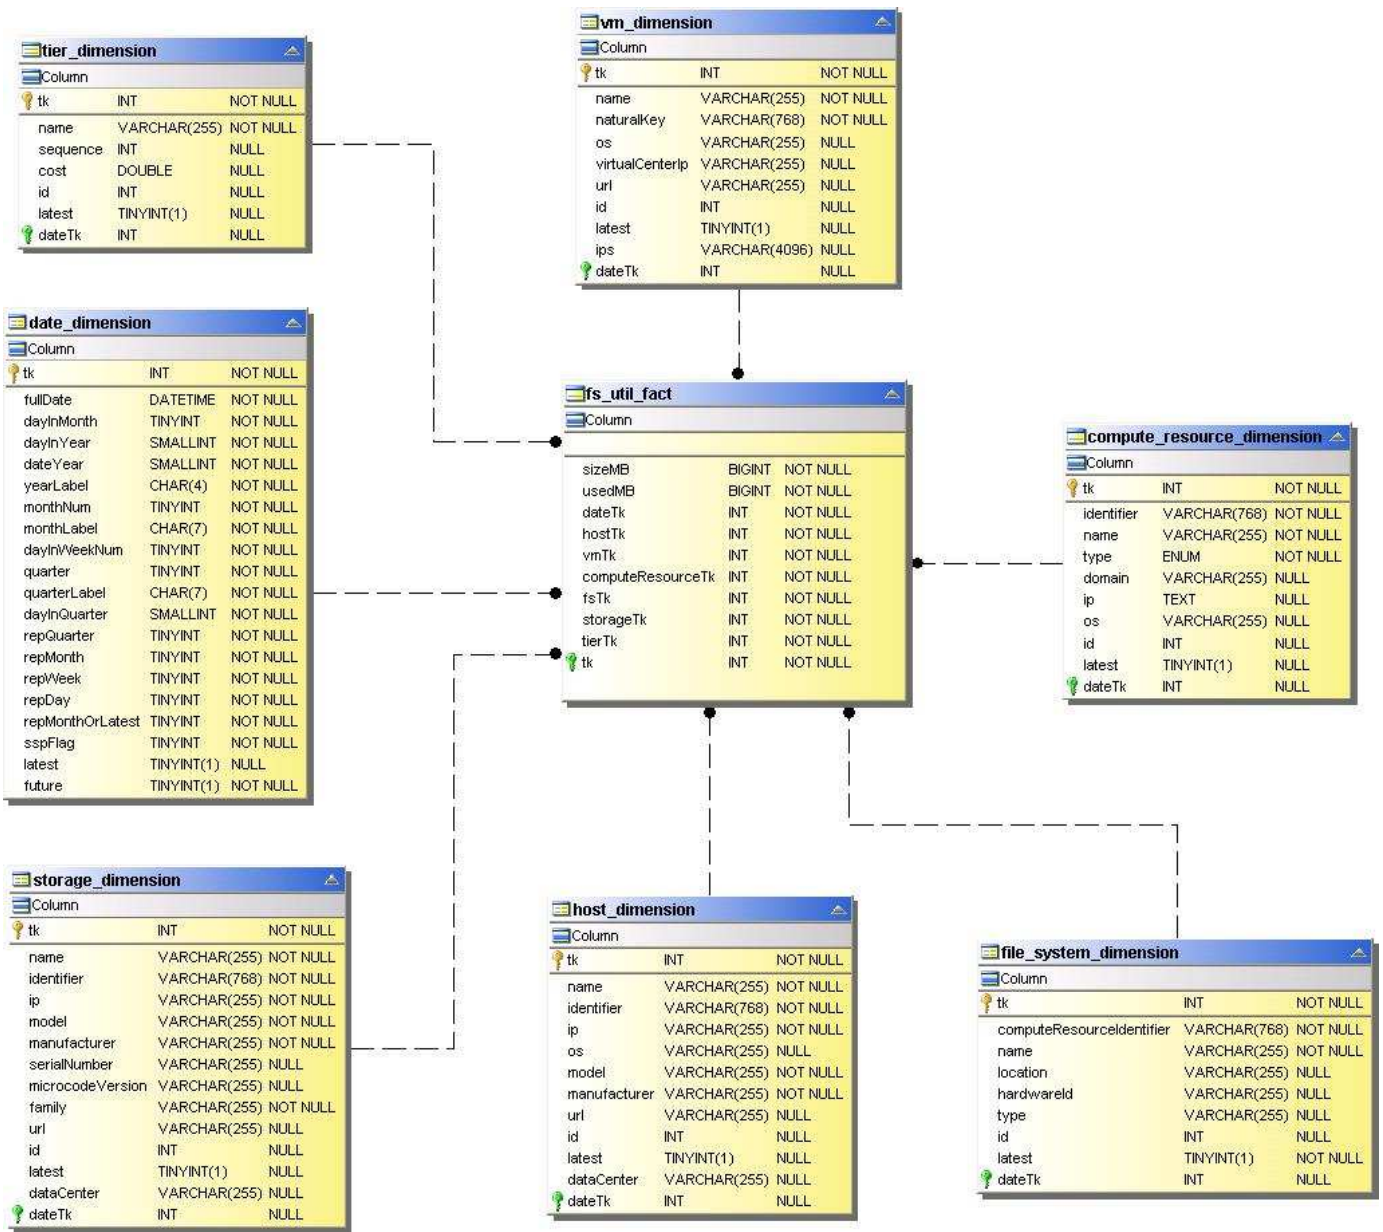 tier_dimension
Column
tk INT NOT NULL
name VARCHAR(255) NOT NULL
sequence INT NULL
cost DOUBLE NULL
id INT NULL
latest TINYINT(1) NULL
dateTk INT NULL
vm_dimension
Column
tk INT NOT NULL
name VARCHAR(255) NOT NULL
naturalKey VARCHAR(768) NOT NULL
os VARCHAR(255) NULL
virtualCenterIp VARCHAR(255) NULL
url VARCHAR(255) NULL
id INT NULL
latest TINYINT(1) NULL
ips VARCHAR(4096) NULL
dateTk INT NULL
date_dimension
Column
tk INT NOT NULL
fullDate DATETIME NOT NULL
dayInMonth TINYINT NOT NULL
dayInYear SMALLINT NOT NULL
dateYear SMALLINT NOT NULL
yearLabel CHAR(4) NOT NULL
monthNum TINYINT NOT NULL
monthLabel CHAR(7) NOT NULL
dayInWeekNum TINYINT NOT NULL
quarter TINYINT NOT NULL
quarterLabel CHAR(7) NOT NULL
dayInQuarter SMALLINT NOT NULL
repQuarter TINYINT NOT NULL
repMonth TINYINT NOT NULL
repWeek TINYINT NOT NULL
repDay TINYINT NOT NULL
repMonthOrLatest TINYINT NOT NULL
sspFlag TINYINT NOT NULL
latest TINYINT(1) NULL
future TINYINT(1) NOT NULL
fs_util_fact
Column
sizeMB BIGINT NOT NULL
usedMB BIGINT NOT NULL
dateTk INT NOT NULL
hostTk INT NOT NULL
vmTk INT NOT NULL
computeResourceTk INT NOT NULL
fsTk INT NOT NULL
storageTk INT NOT NULL
tierTk INT NOT NULL
tk INT NOT NULL
compute_resource_dimension
Column
tk INT NOT NULL
identifier VARCHAR(768) NOT NULL
name VARCHAR(255) NOT NULL
type ENUM NOT NULL
domain VARCHAR(255) NULL
ip TEXT NULL
os VARCHAR(255) NULL
id INT NULL
latest TINYINT(1) NULL
dateTk INT NULL
storage_dimension
Column
tk INT NOT NULL
name VARCHAR(255) NOT NULL
identifier VARCHAR(768) NOT NULL
ip VARCHAR(255) NOT NULL
model VARCHAR(255) NOT NULL
manufacturer VARCHAR(255) NOT NULL
serialNumber VARCHAR(255) NULL
microcodeVersion VARCHAR(255) NULL
family VARCHAR(255) NOT NULL
url VARCHAR(255) NULL
id INT NULL
latest TINYINT(1) NULL
dataCenter VARCHAR(255) NULL
dateTk INT NULL
host_dimension
Column
tk INT NOT NULL
name VARCHAR(255) NOT NULL
identifier VARCHAR(768) NOT NULL
ip VARCHAR(255) NOT NULL
os VARCHAR(255) NULL
model VARCHAR(255) NOT NULL
manufacturer VARCHAR(255) NOT NULL
url VARCHAR(255) NULL
id INT NULL
latest TINYINT(1) NULL
dataCenter VARCHAR(255) NULL
dateTk INT NULL
file_system_dimension
Column
tk INT NOT NULL
computeResourceIdentifier VARCHAR(768) NOT NULL
name VARCHAR(255) NOT NULL
location VARCHAR(255) NULL
hardwareId VARCHAR(255) NULL
type VARCHAR(255) NULL
id INT NULL
latest TINYINT(1) NOT NULL
dateTk INT NULL